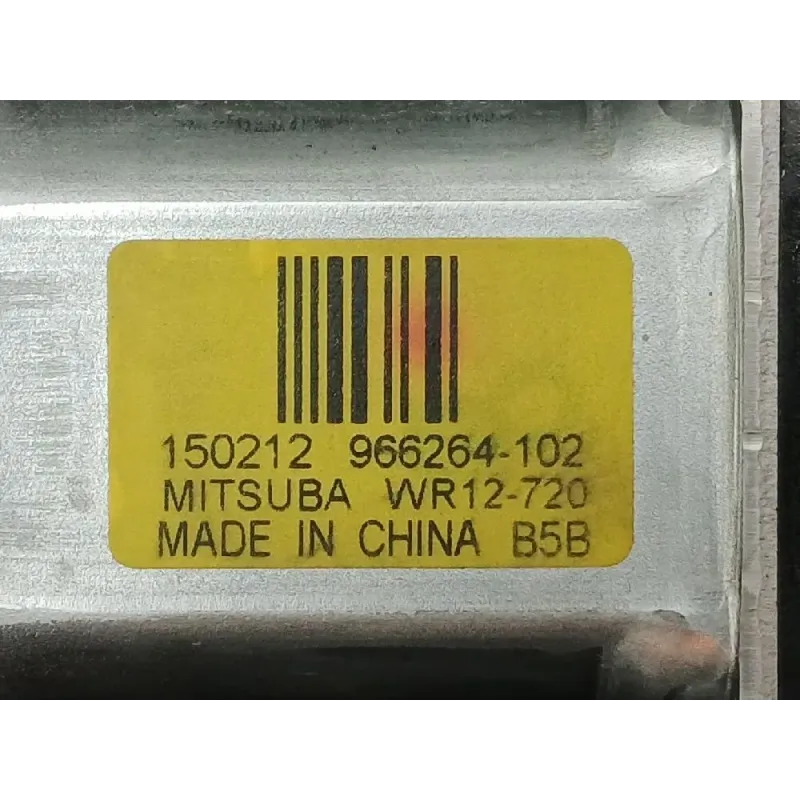 150212 966264-102
MITSUBA WR12-720
MADE IN CHINA B5B